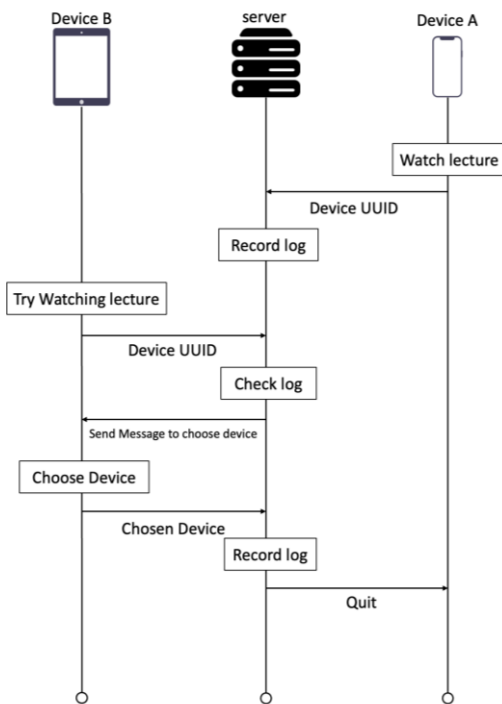 Device B
server
Device A
Watch lecture
Device UUID
Record log
Try Watching lecture
Device UUID
Check log
Send Message to choose device
Choose Device
Chosen Device
Record log
Quit